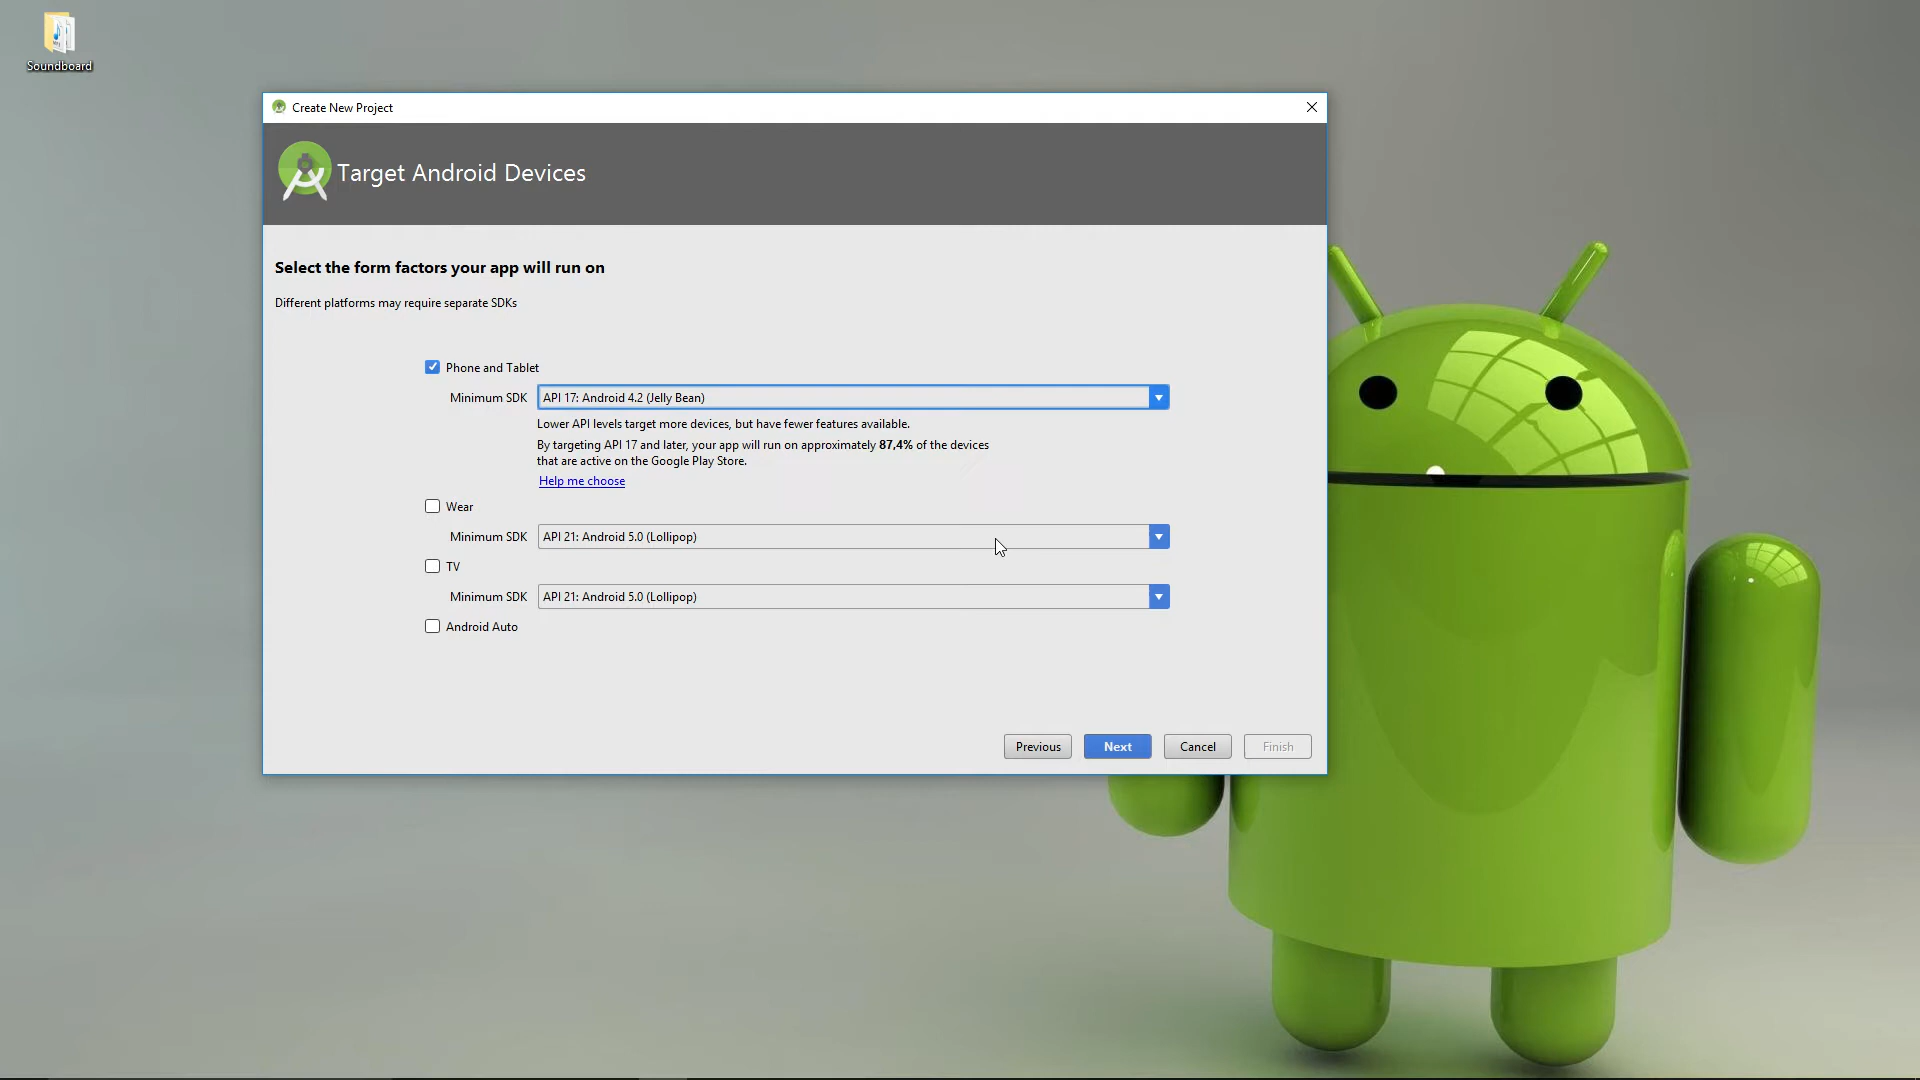 Soundboard
Create New Project
Target Android Devices
Select the form factors your app will run on
Different platforms may require separate SDKs
Phone and Tablet
Minimum SDK API 17: Android 4.2 (Jelly Bean)
Lower API levels target more devices, but have fewer features available.
By targeting API 17 and later, your app will run on approximately 87,4% of the devices
that are active on the Google Play Store.
Help me choose
Wear
Minimum SDK API 21: Android 5.0 (Lollipop)
TV
Minimum SDK API 21: Android 5.0 (Lollipop)
Android Auto
Previous Next Cancel Finish